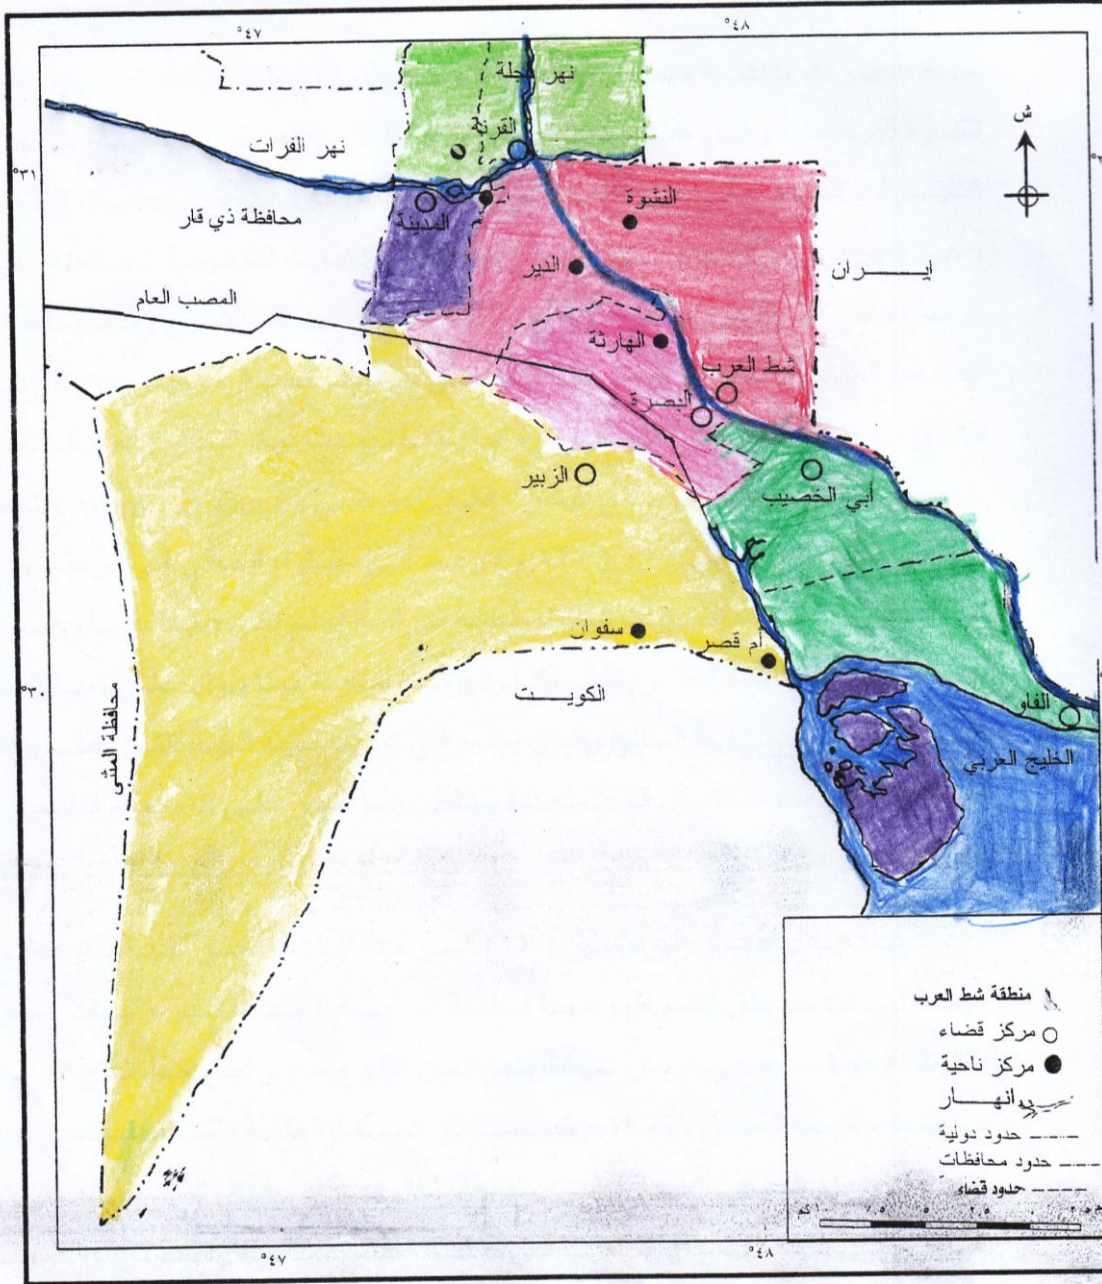 °٤٧
°٤٨
نهر دجلة
ش
القرنة
نهر الفرات
°٣١
النشوة
المدينة
محافظة ذي قار
الدير
ايـــران
المصب العام
الهارثة
شط العرب
البصرة
الزبير
أبي الخصيب
سفوان
أم قصر
°٣٠
الكويـــت
الفاو
محافظة المثنى
الخليج العربي
منطقة شط العرب
مركز قضاء
مركز ناحية
انهـــار
حدود دولية
حدود محافظات
حدود قضاء
°٤٧
°٤٨